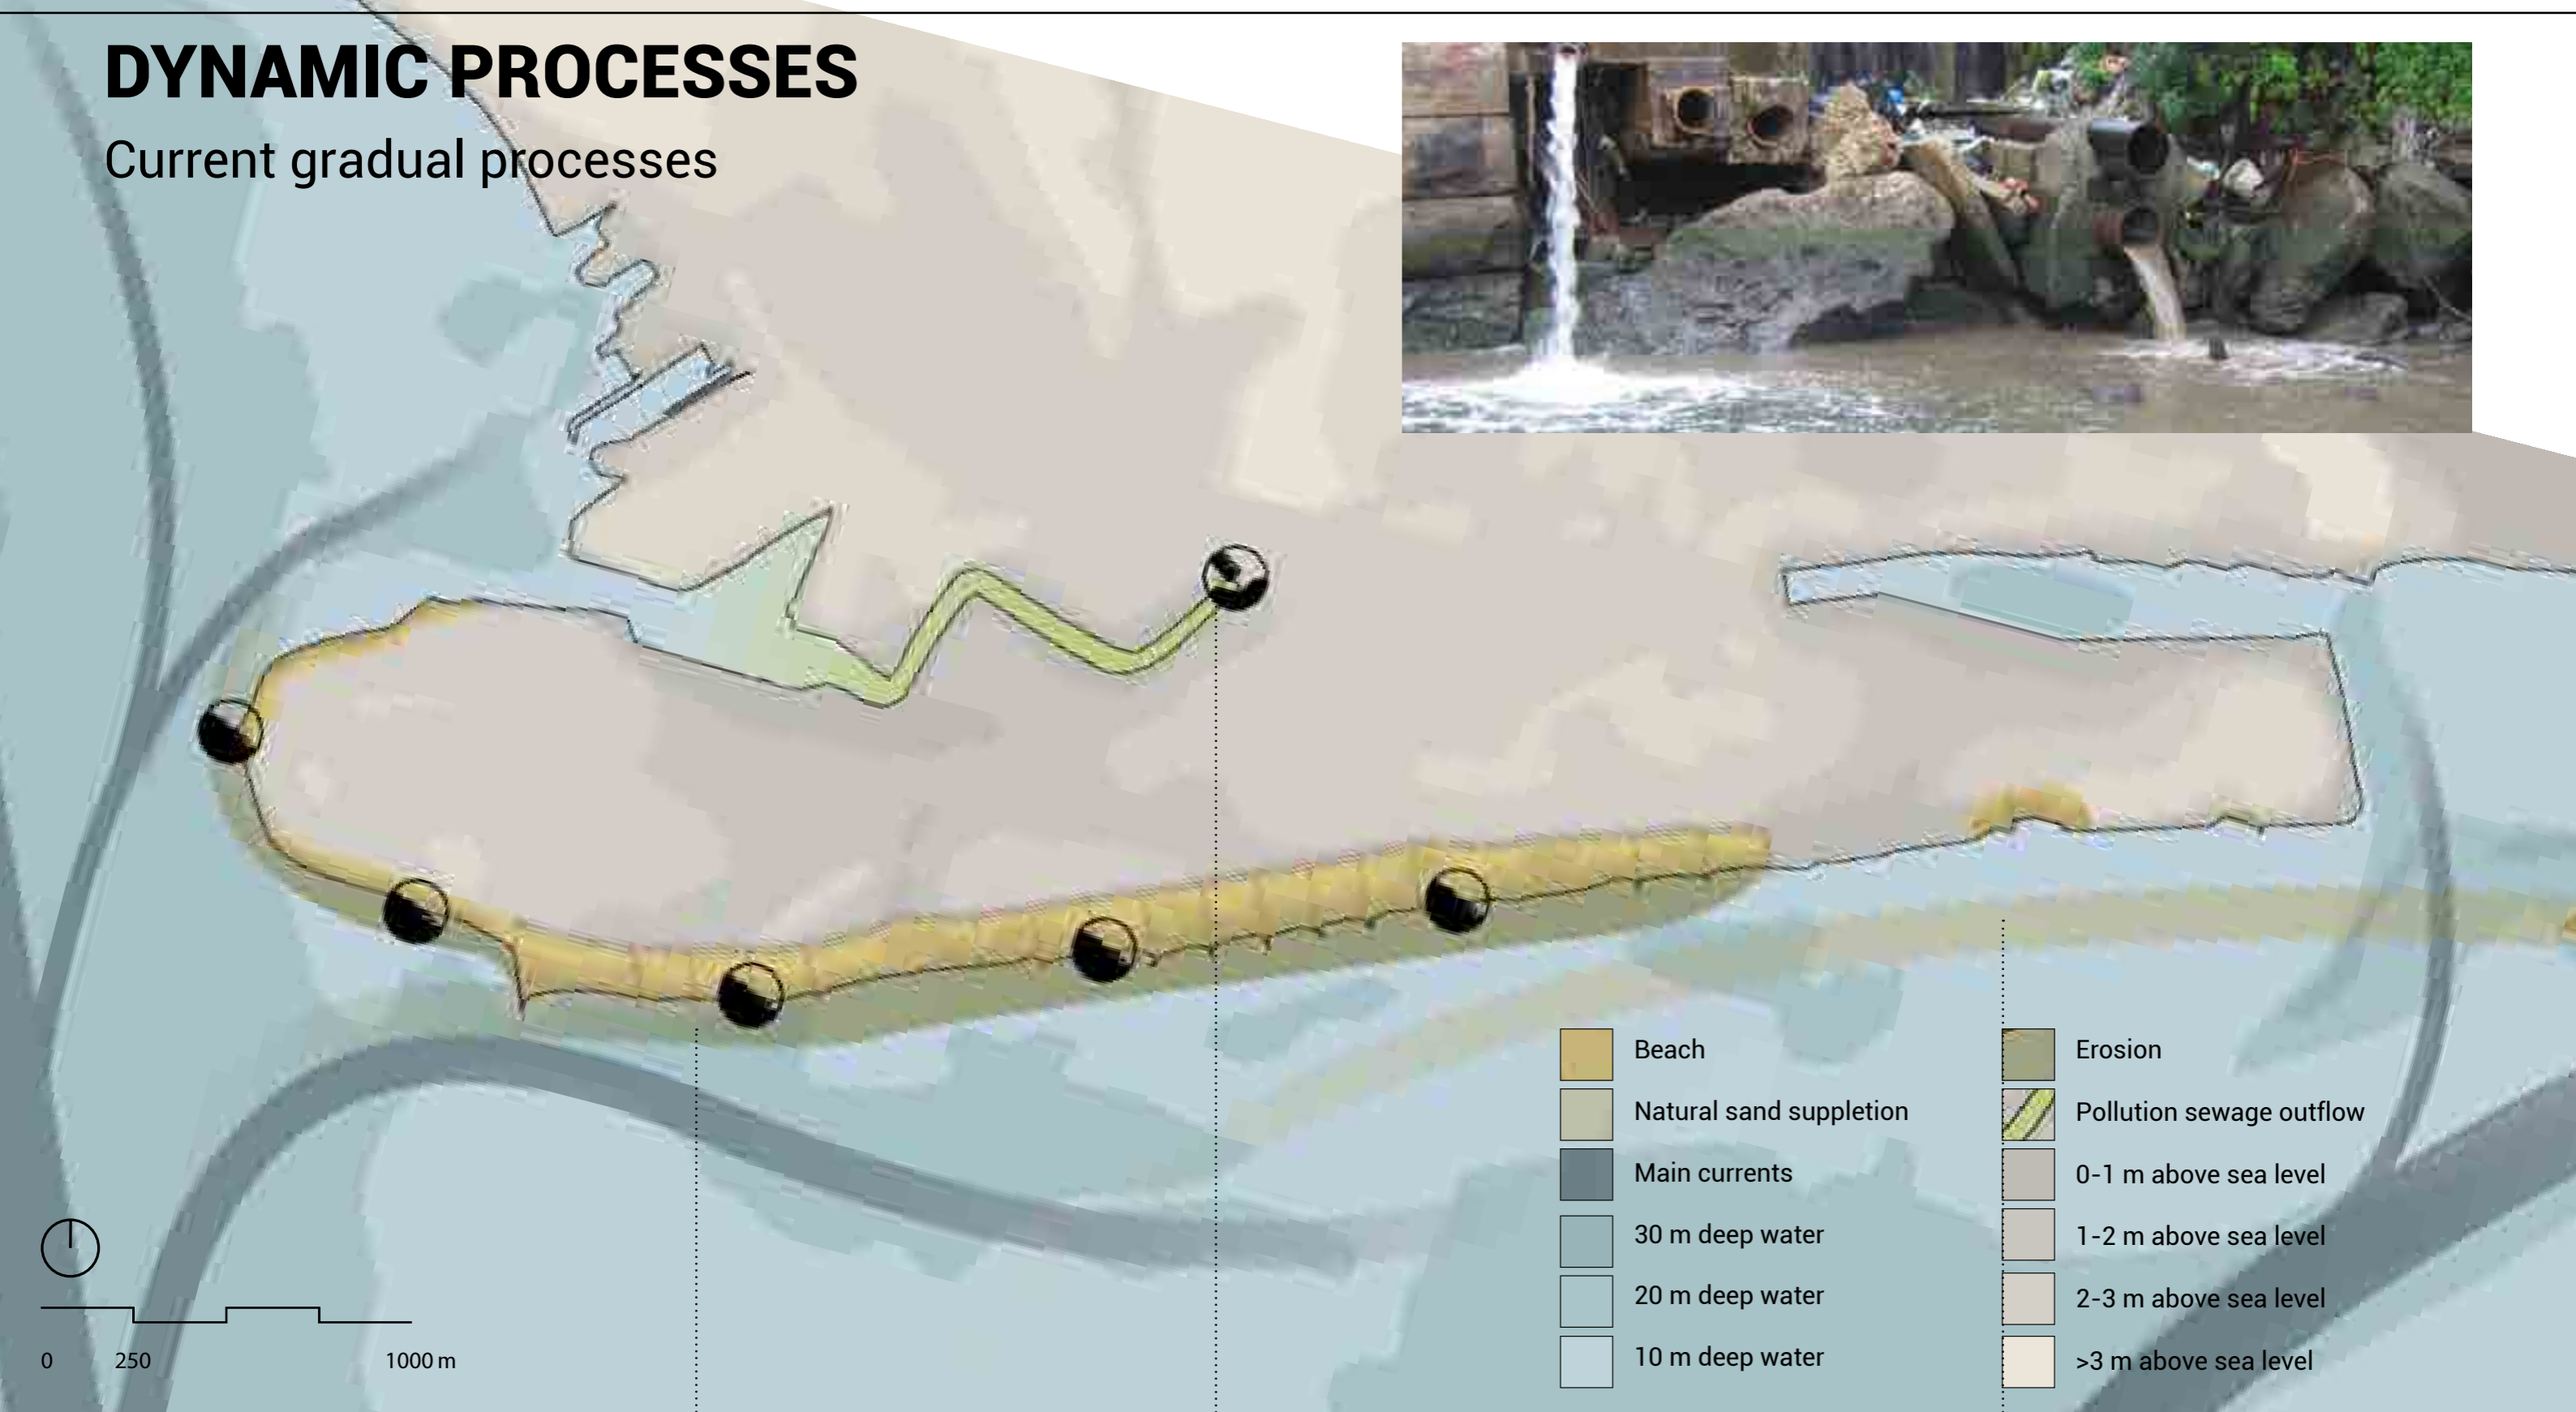 DYNAMIC PROCESSES
Current gradual processes
Beach
Natural sand suppletion
Main currents
30 m deep water
20 m deep water
10 m deep water
Erosion
Pollution sewage outflow
0-1 m above sea level
1-2 m above sea level
2-3 m above sea level
>3 m above sea level
0 250 1000 m